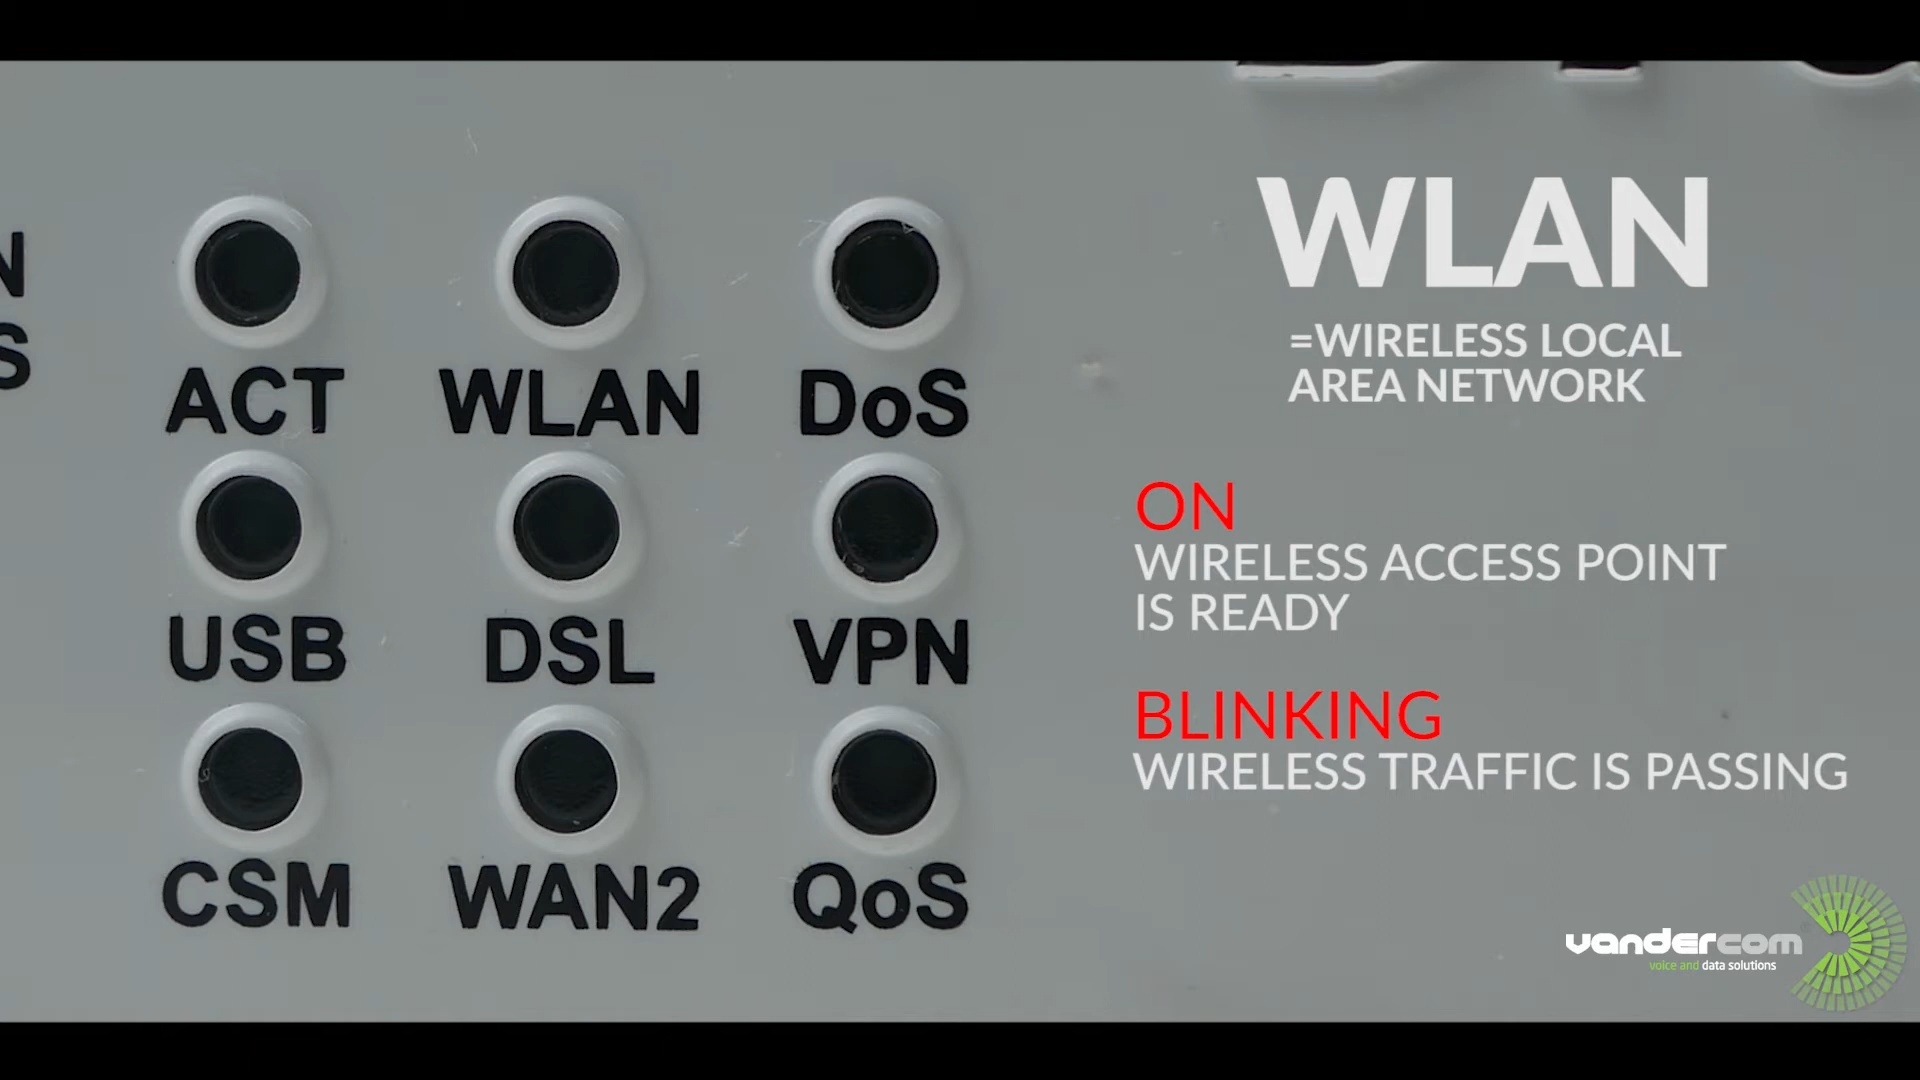 ACT WLAN DoS
USB DSL VPN
CSM WAN2 QoS
WLAN
=WIRELESS LOCAL
AREA NETWORK
ON
WIRELESS ACCESS POINT
IS READY
BLINKING
WIRELESS TRAFFIC IS PASSING
vandercom
voice and data solutions